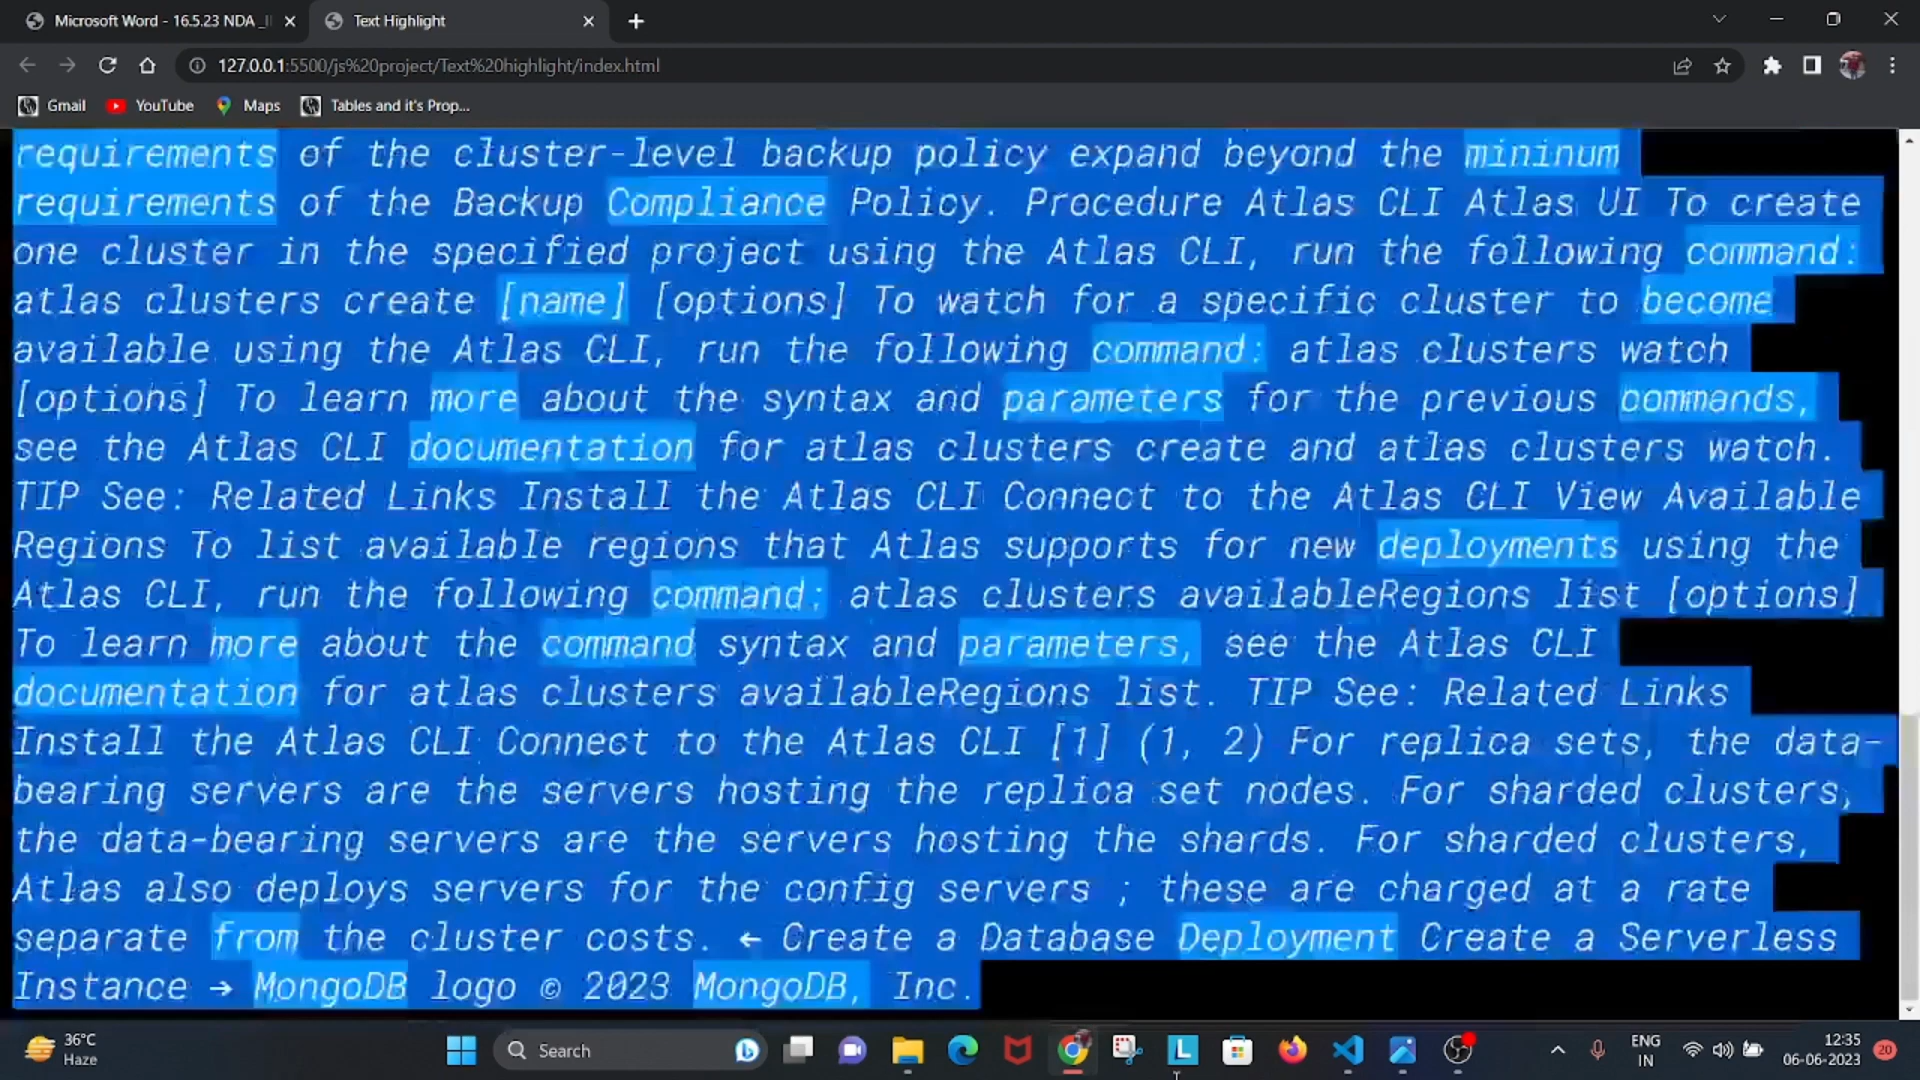 Microsoft Word - 16.5.23 NDA _I
Text Highlight
127.0.0.1:5500/js%20project/Text%20highlight/index.html
Gmail YouTube Maps Tables and it's Prop...
requirements of the cluster-level backup policy expand beyond the mininum
requirements of the Backup Compliance Policy. Procedure Atlas CLI Atlas UI To create
one cluster in the specified project using the Atlas CLI, run the following command:
atlas clusters create [name] [options] To watch for a specific cluster to become
available using the Atlas CLI, run the following command: atlas clusters watch
[options] To learn more about the syntax and parameters for the previous commands,
see the Atlas CLI documentation for atlas clusters create and atlas clusters watch.
TIP See: Related Links Install the Atlas CLI Connect to the Atlas CLI View Available
Regions To list available regions that Atlas supports for new deployments using the
Atlas CLI, run the following command: atlas clusters availableRegions list [options]
To learn more about the command syntax and parameters, see the Atlas CLI
documentation for atlas clusters availableRegions list. TIP See: Related Links
Install the Atlas CLI Connect to the Atlas CLI [1] (1, 2) For replica sets, the data-
bearing servers are the servers hosting the replica set nodes. For sharded clusters,
the data-bearing servers are the servers hosting the shards. For sharded clusters,
Atlas also deploys servers for the config servers ; these are charged at a rate
separate from the cluster costs. ← Create a Database Deployment Create a Serverless
Instance → MongoDB logo © 2023 MongoDB, Inc.
36°C
Haze
Search
ENG
IN
12:35
06-06-2023
20